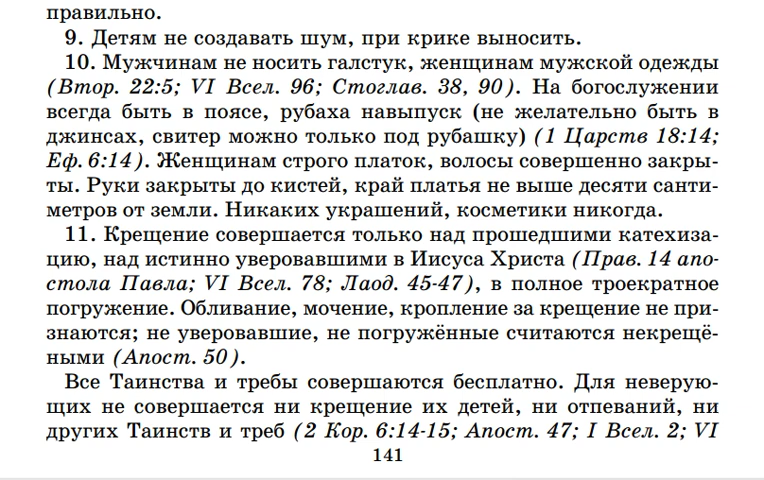 правильно.
9. Детям не создавать шум, при крике выносить.
10. Мужчинам не носить галстук, женщинам мужской одежды
(Втор. 22:5; VI Всел. 96; Стоглав. 38, 90). На богослужении
всегда быть в поясе, рубаха навыпуск (не желательно быть в
джинсах, свитер можно только под рубашку) (1 Царств 18:14;
Еф. 6:14). Женщинам строго платок, волосы совершенно закры-
ты. Руки закрыты до кистей, край платья не выше десяти санти-
метров от земли. Никаких украшений, косметики никогда.
11. Крещение совершается только над прошедшими катехиза-
цию, над истинно уверовавшими в Иисуса Христа (Прав. 14 апо-
стола Павла; VI Всел. 78; Лаод. 45-47), в полное троекратное
погружение. Обливание, мочение, кропление за крещение не при-
знаются; не уверовавшие, не погружённые считаются некрещё-
ными (Апост. 50).
Все Таинства и требы совершаются бесплатно. Для неверую-
щих не совершается ни крещение их детей, ни отпеваний, ни
других Таинств и треб (2 Кор. 6:14-15; Апост. 47; I Всел. 2; VI
141